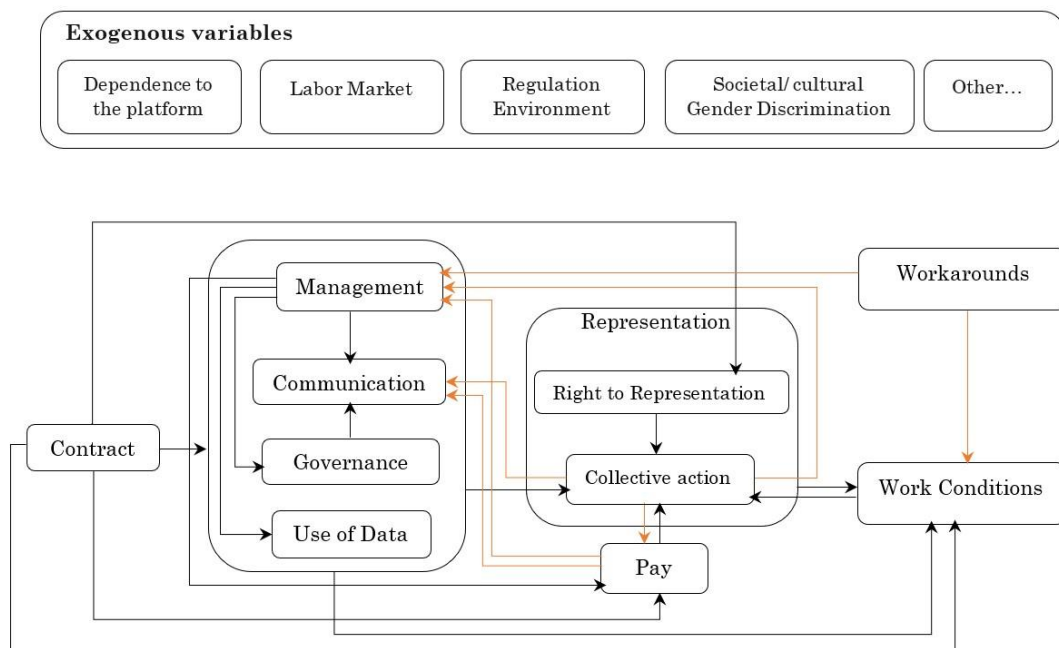 Exogenous variables
Dependence to
the platform
Labor Market
Regulation
Environment
Societal/ cultural
Gender Discrimination
Other...
Management
Workarounds
Representation
Communication
Right to Representation
Contract
Governance
Collective action
Work Conditions
Use of Data
Pay